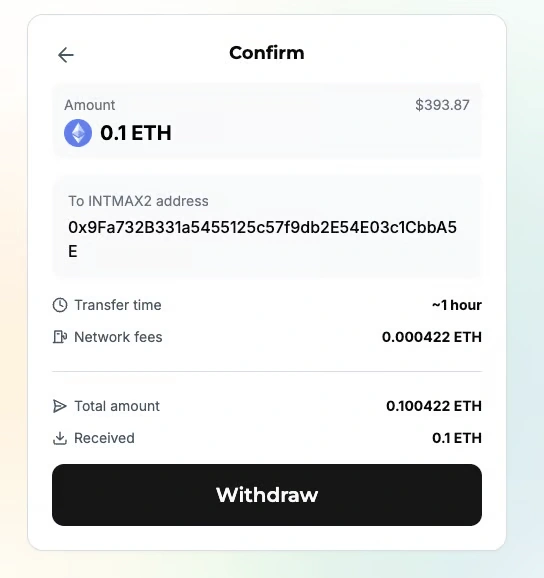 Confirm
Amount $393.87
0.1 ETH
To INTMAX2 address
0x9Fa732B331a5455125c57f9db2E54E03c1CbbA5
E
Transfer time ~1 hour
Network fees 0.000422 ETH
Total amount 0.100422 ETH
Received 0.1 ETH
Withdraw